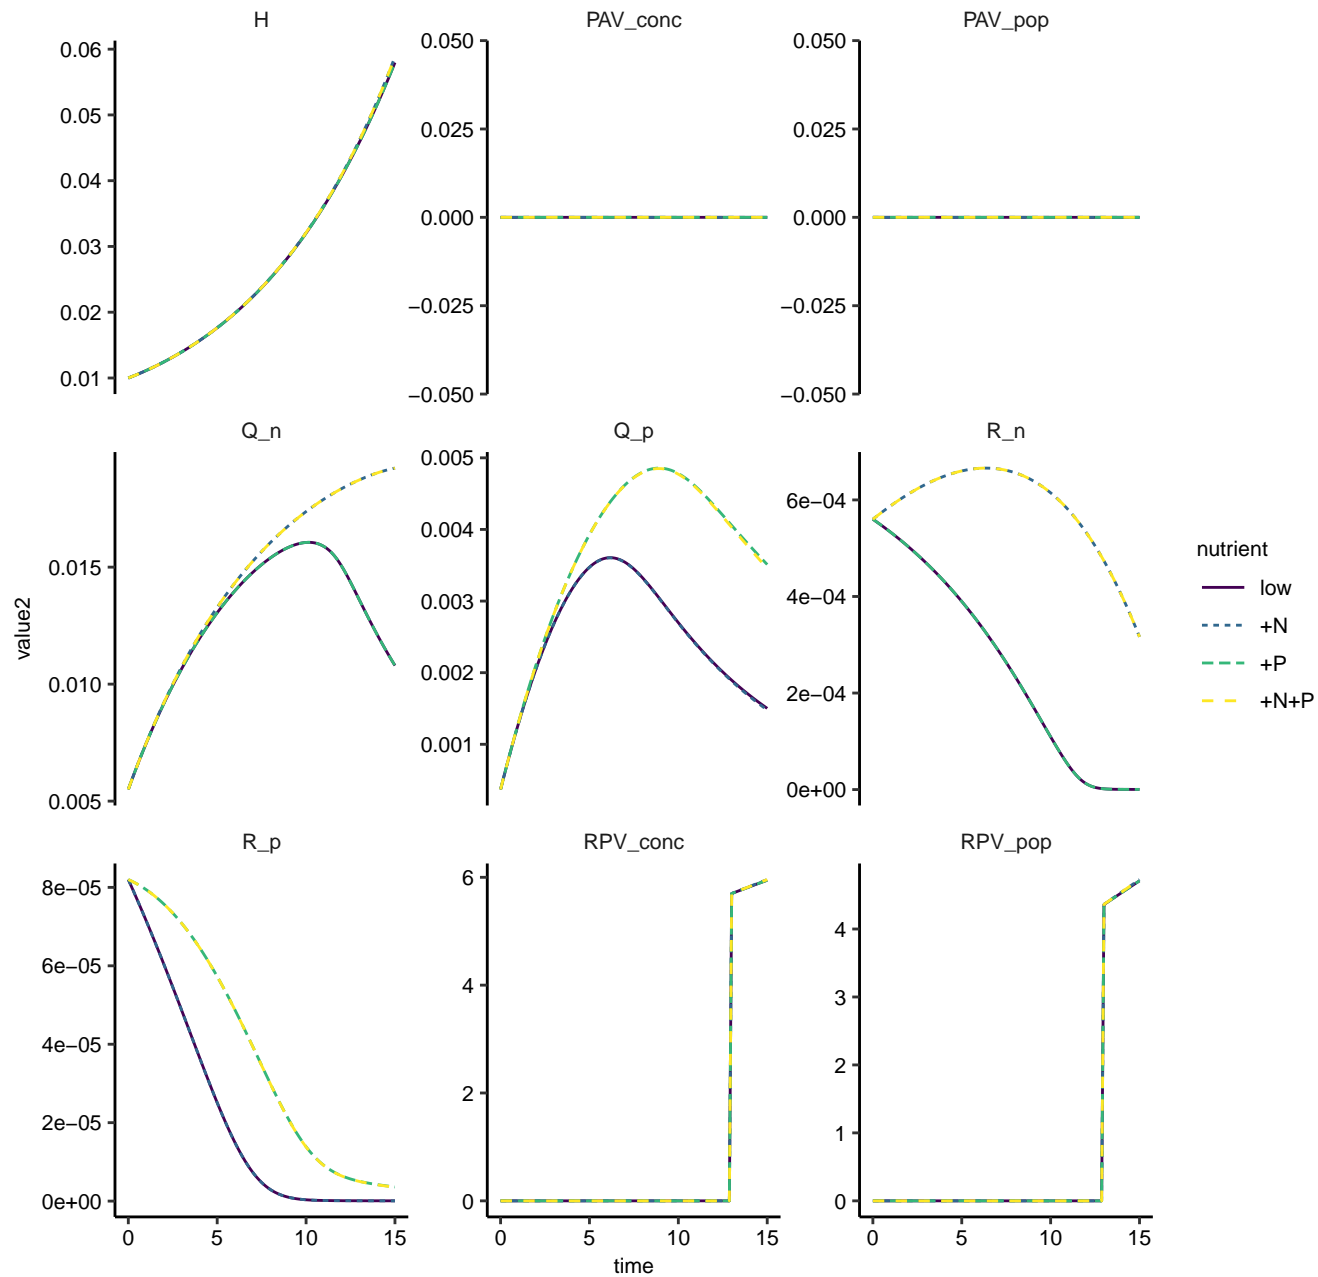 H
PAV_conc
PAV_pop
0.06
0.05
0.04
0.03
0.02
0.01
0.050
0.025
0.000
−0.025
−0.050
0.050
0.025
0.000
−0.025
−0.050
Q_n
Q_p
R_n
0.015
0.010
0.005
0.005
0.004
0.003
0.002
0.001
6e−04
4e−04
2e−04
0e+00
R_p
RPV_conc
RPV_pop
8e−05
6e−05
4e−05
2e−05
0e+00
6
4
2
0
4
3
2
1
0
0 5 10 15
0 5 10 15
0 5 10 15
time
value2
nutrient
low
+N
+P
+N+P